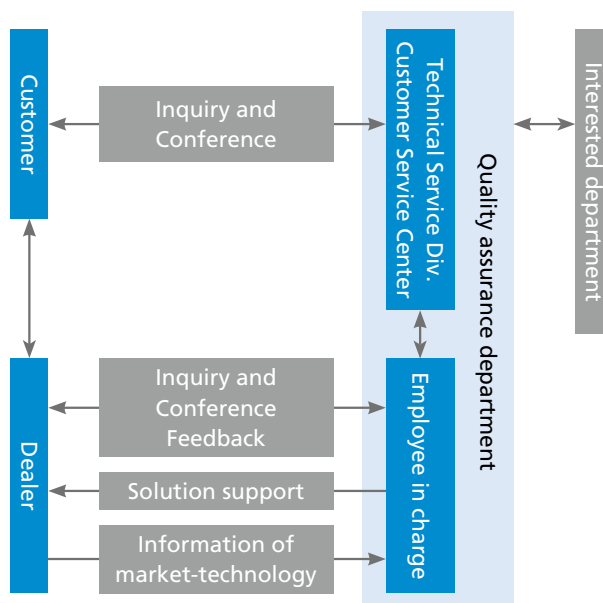 Customer
Inquiry and
Conference
Technical Service Div.
Customer Service Center
Quality assurance department
Interested department
Dealer
Inquiry and
Conference
Feedback
Solution support
Information of
market-technology
Employee in charge